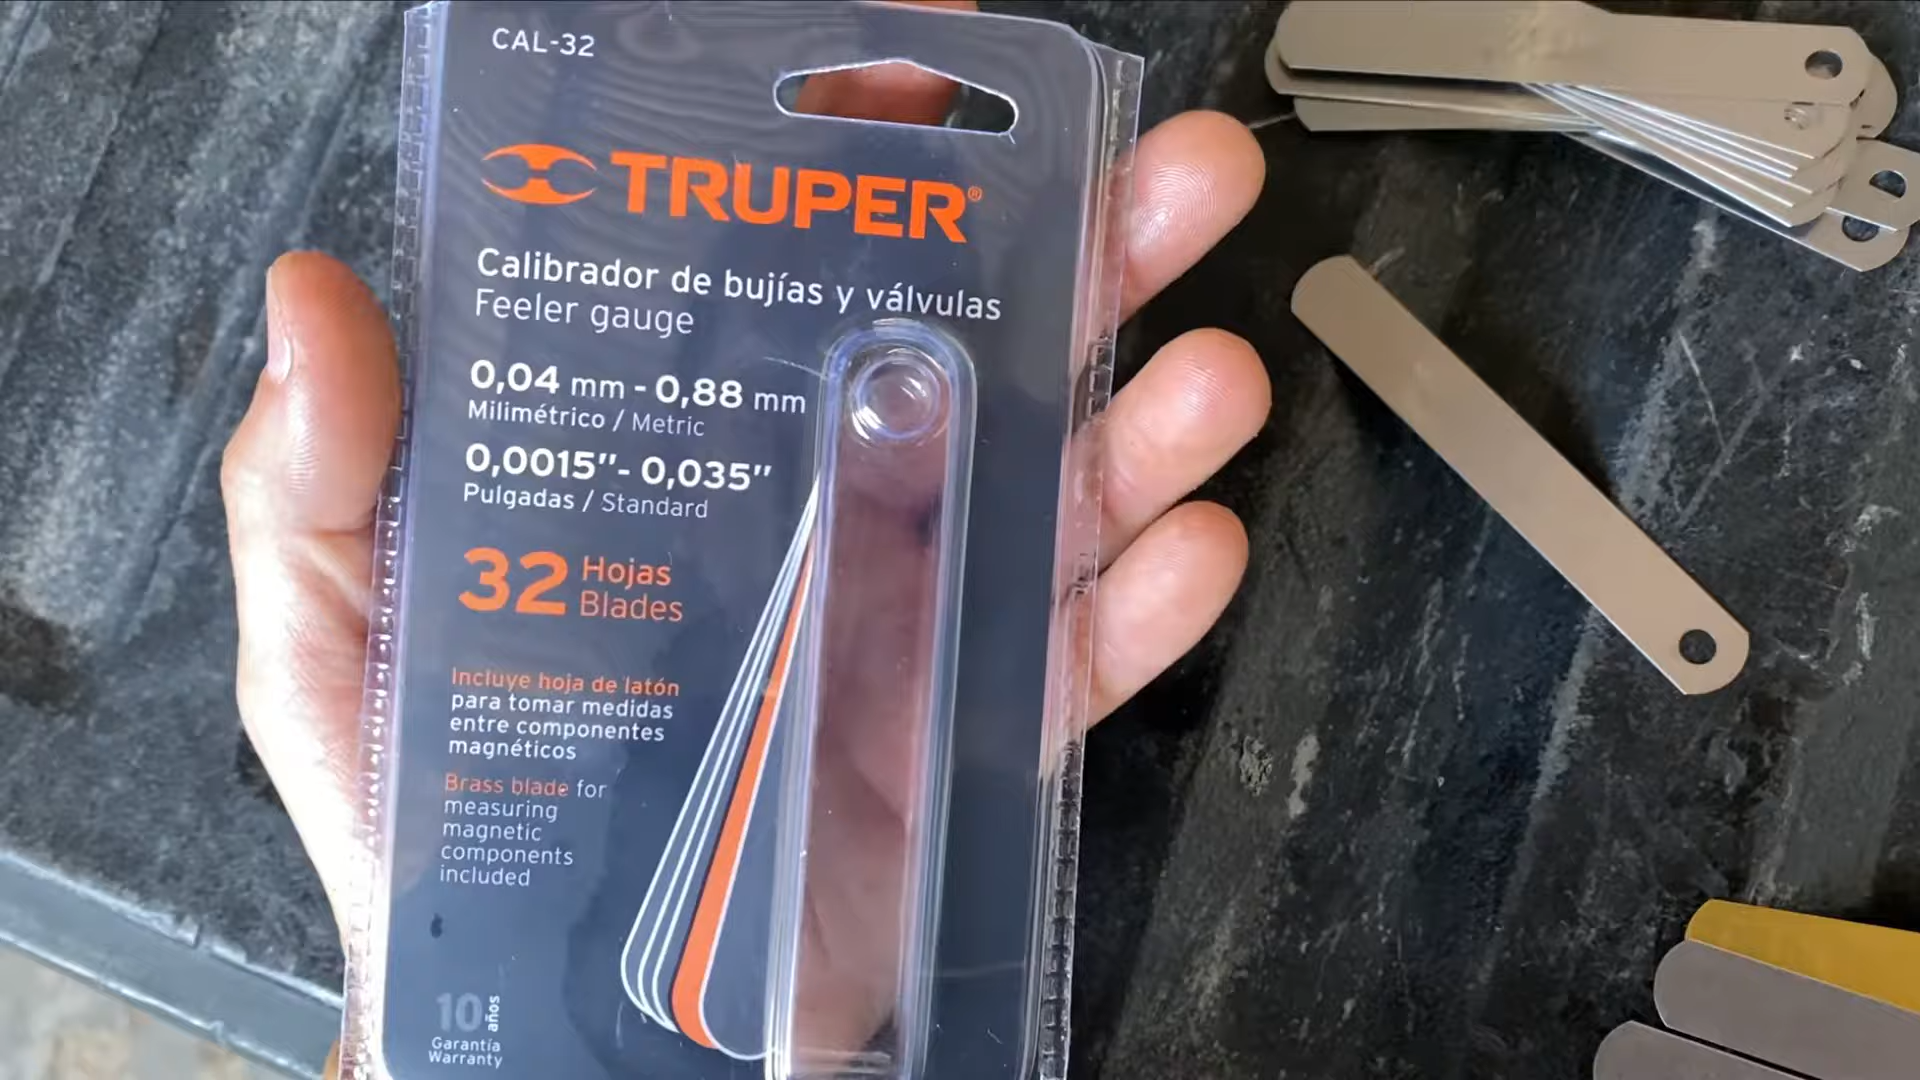 CAL-32
TRUPER®
Calibrador de bujías y válvulas
Feeler gauge
0,04 mm - 0,88 mm
Milimétrico / Metric
0,0015"- 0,035"
Pulgadas / Standard
32 Hojas
Blades
Incluye hoja de latón
para tomar medidas
entre componentes
magnéticos
Brass blade for
measuring
magnetic
components
included
10 años
Garantía
Warranty